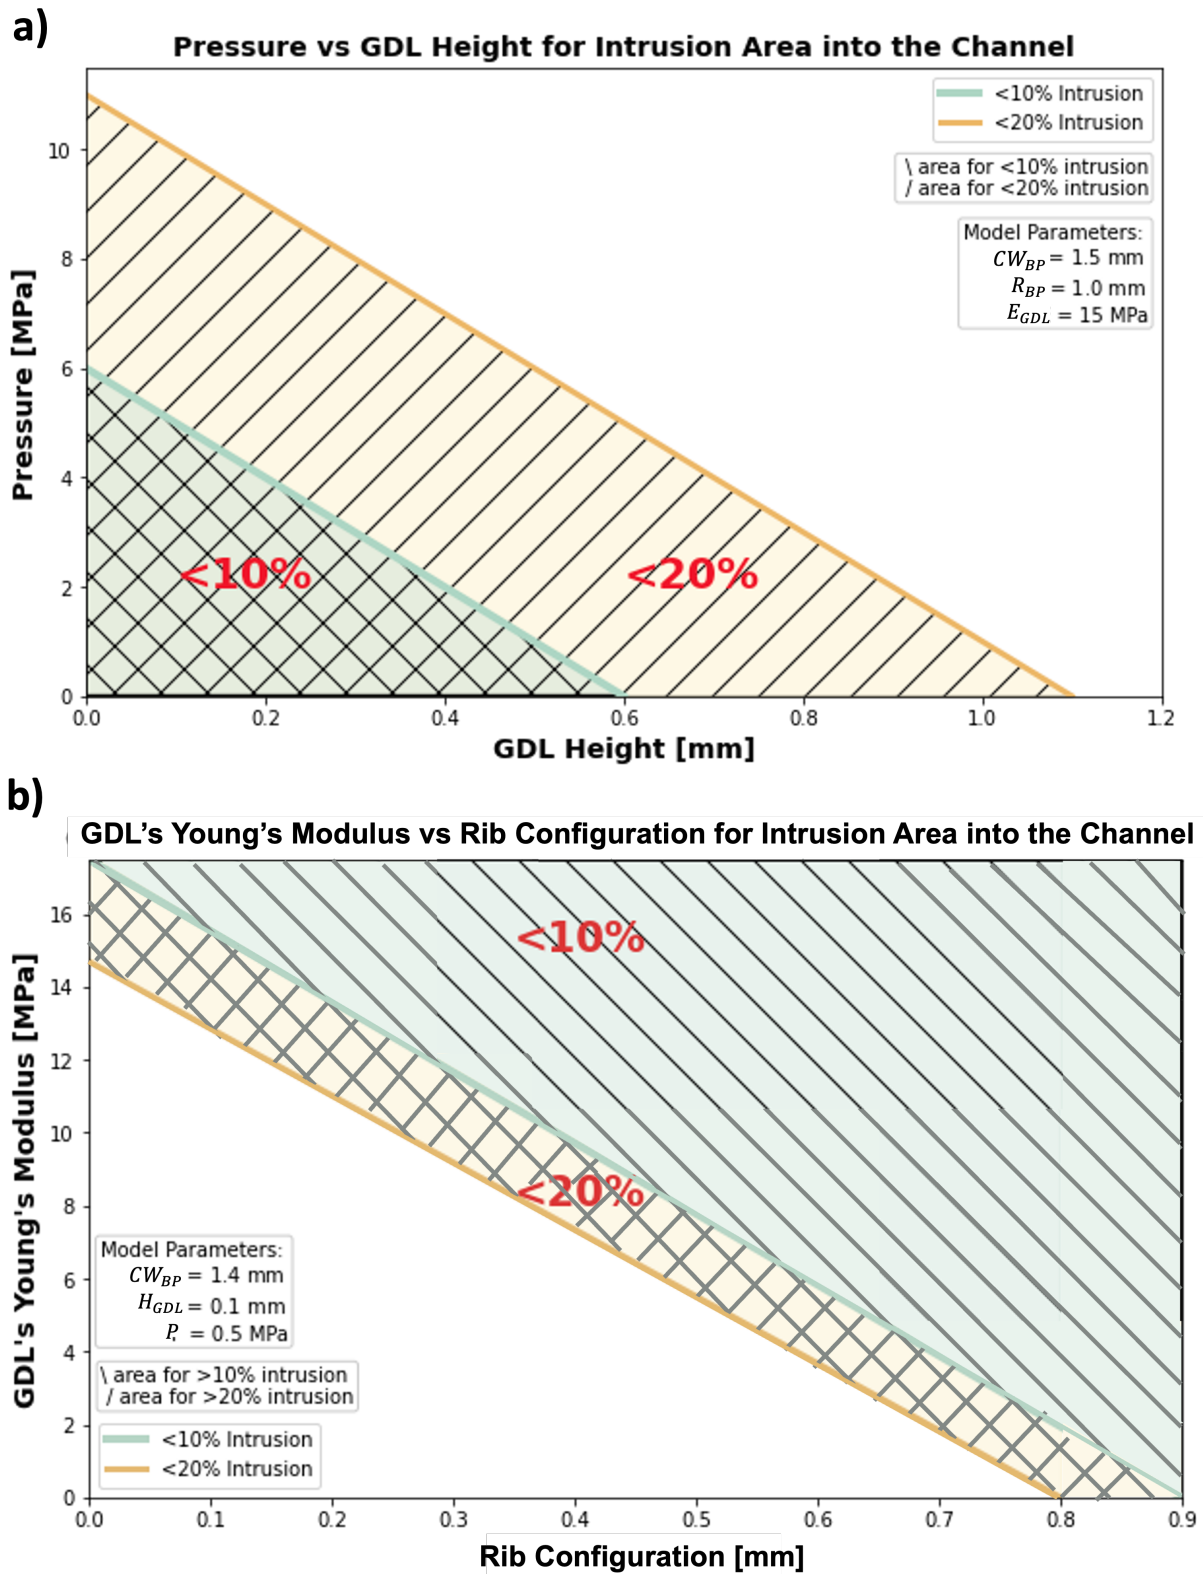 a)
Pressure vs GDL Height for Intrusion Area into the Channel
<10% Intrusion
<20% Intrusion
\ area for <10% intrusion
/ area for <20% intrusion
Model Parameters:
CW_BP = 1.5 mm
R_BP = 1.0 mm
E_GDL = 15 MPa
Pressure [MPa]
10
8
6
4
2
0
<10%
<20%
0.0 0.2 0.4 0.6 0.8 1.0 1.2
GDL Height [mm]
b)
GDL’s Young’s Modulus vs Rib Configuration for Intrusion Area into the Channel
GDL's Young's Modulus [MPa]
16
14
12
10
8
6
4
2
0
<10%
<20%
Model Parameters:
CW_BP = 1.4 mm
H_GDL = 0.1 mm
P, = 0.5 MPa
\ area for >10% intrusion
/ area for >20% intrusion
<10% Intrusion
<20% Intrusion
0.0 0.1 0.2 0.3 0.4 0.5 0.6 0.7 0.8 0.9
Rib Configuration [mm]